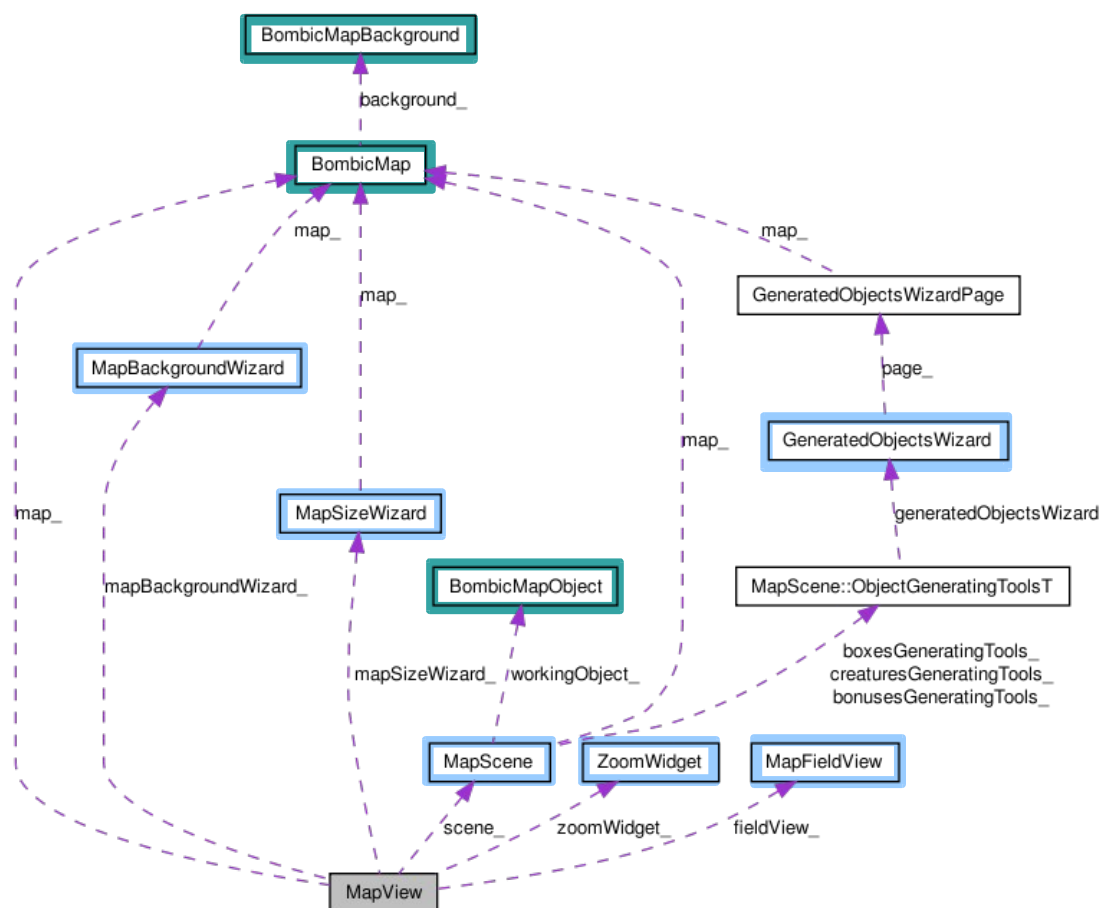 BombicMapBackground
background_
BombicMap
map_
map_
GeneratedObjectsWizardPage
map_
MapBackgroundWizard
page_
map_
GeneratedObjectsWizard
map_
MapSizeWizard
generatedObjectsWizard
mapBackgroundWizard_
BombicMapObject
MapScene::ObjectGeneratingToolsT
mapSizeWizard_
workingObject_
boxesGeneratingTools_
creaturesGeneratingTools_
bonusesGeneratingTools_
MapScene
ZoomWidget
MapFieldView
scene_
zoomWidget_
fieldView_
MapView